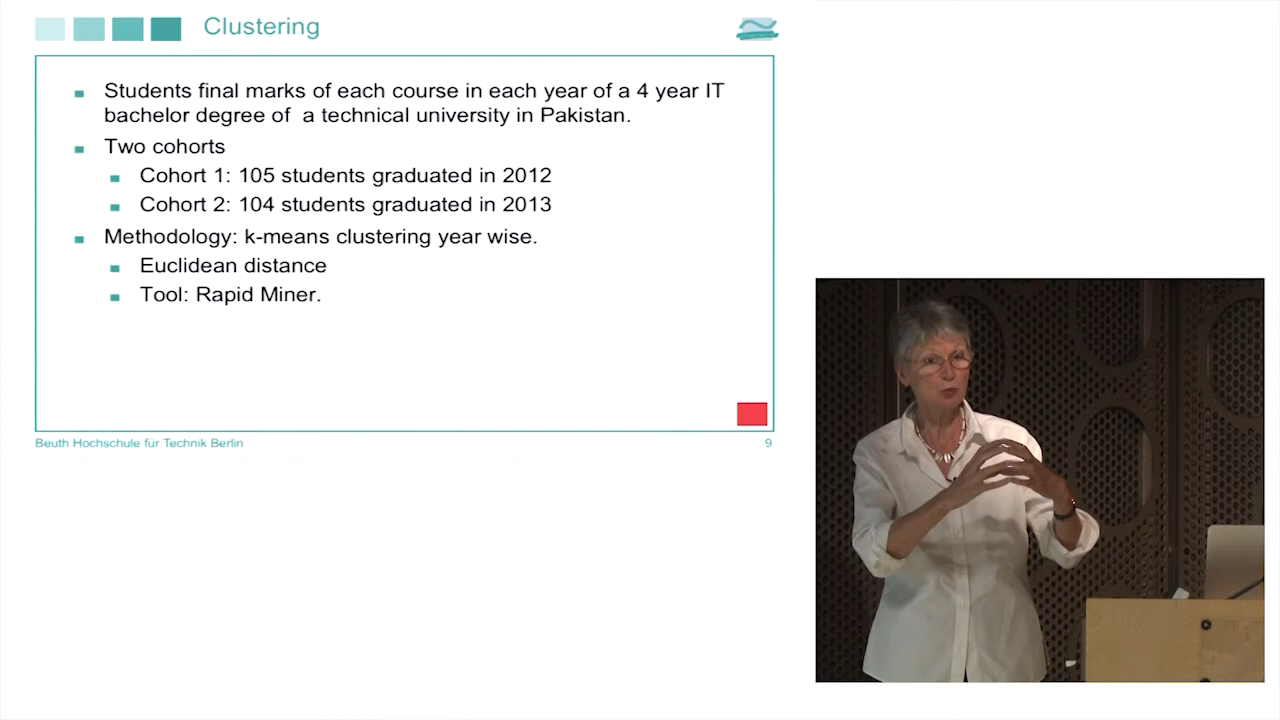 Clustering
Students final marks of each course in each year of a 4 year IT
bachelor degree of a technical university in Pakistan.
Two cohorts
Cohort 1: 105 students graduated in 2012
Cohort 2: 104 students graduated in 2013
Methodology: k-means clustering year wise.
Euclidean distance
Tool: Rapid Miner.
Beuth Hochschule für Technik Berlin
9